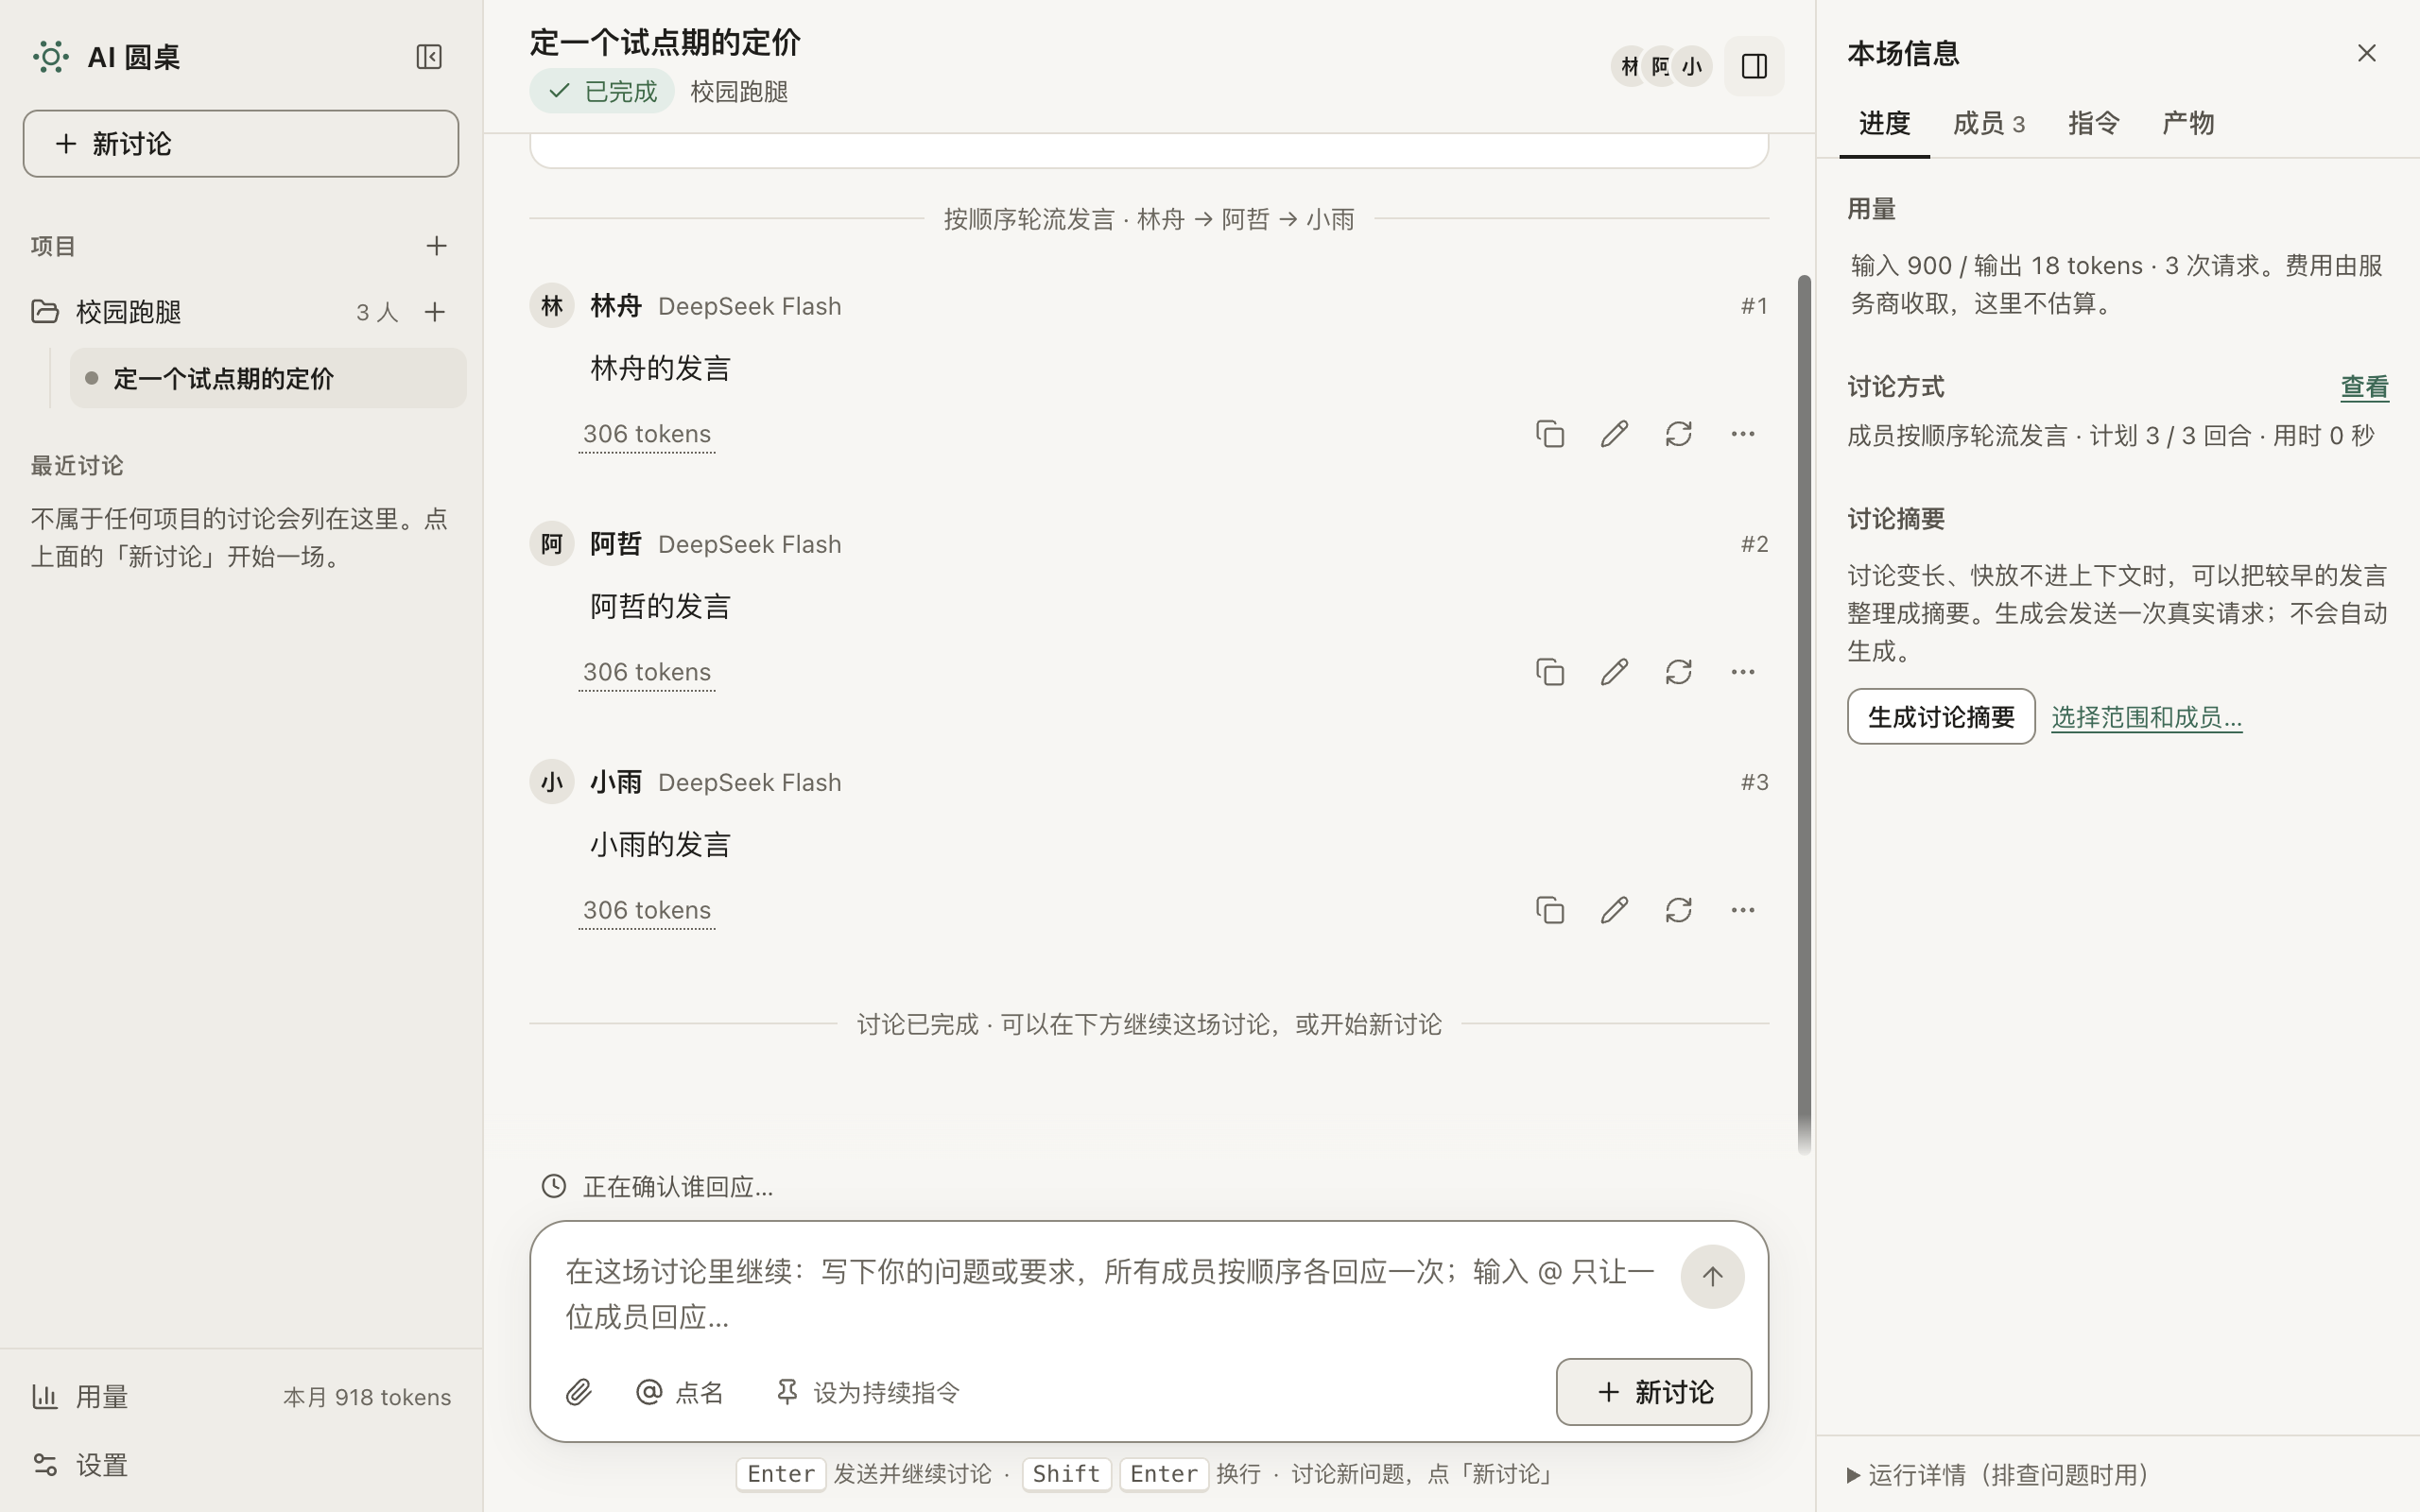 AI 圆桌
新讨论
项目
校园跑腿 3 人
定一个试点期的定价
最近讨论
不属于任何项目的讨论会列在这里。点
上面的「新讨论」开始一场。
用量 本月 918 tokens
设置
定一个试点期的定价
已完成 校园跑腿
林 阿 小
按顺序轮流发言 · 林舟 → 阿哲 → 小雨
林 林舟 DeepSeek Flash #1
林舟的发言
306 tokens
阿 阿哲 DeepSeek Flash #2
阿哲的发言
306 tokens
小 小雨 DeepSeek Flash #3
小雨的发言
306 tokens
讨论已完成 · 可以在下方继续这场讨论，或开始新讨论
正在确认谁回应…
在这场讨论里继续：写下你的问题或要求，所有成员按顺序各回应一次；输入 @ 只让一
位成员回应…
点名 设为持续指令 新讨论
Enter 发送并继续讨论 · Shift Enter 换行 · 讨论新问题，点「新讨论」
本场信息
进度 成员 3 指令 产物
用量
输入 900 / 输出 18 tokens · 3 次请求。费用由服
务商收取，这里不估算。
讨论方式 查看
成员按顺序轮流发言 · 计划 3 / 3 回合 · 用时 0 秒
讨论摘要
讨论变长、快放不进上下文时，可以把较早的发言
整理成摘要。生成会发送一次真实请求；不会自动
生成。
生成讨论摘要 选择范围和成员…
运行详情（排查问题时用）